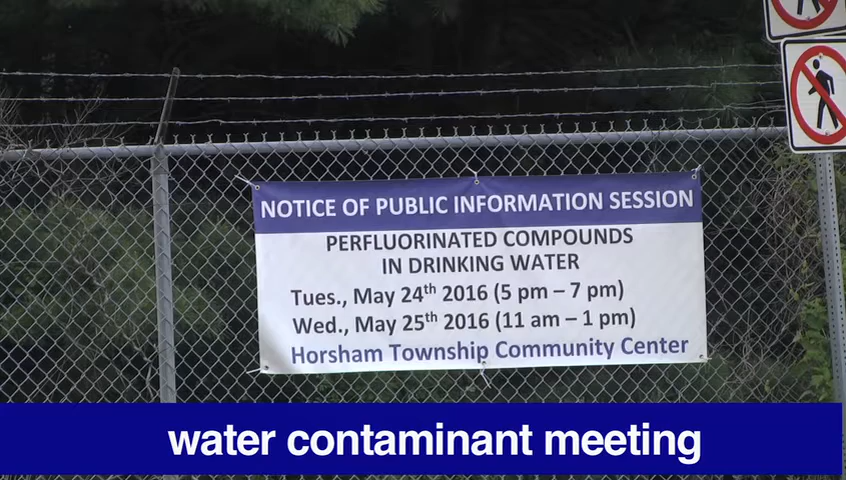 NOTICE OF PUBLIC INFORMATION SESSION
PERFLUORINATED COMPOUNDS
IN DRINKING WATER
Tues., May 24th 2016 (5 pm – 7 pm)
Wed., May 25th 2016 (11 am – 1 pm)
Horsham Township Community Center
water contaminant meeting